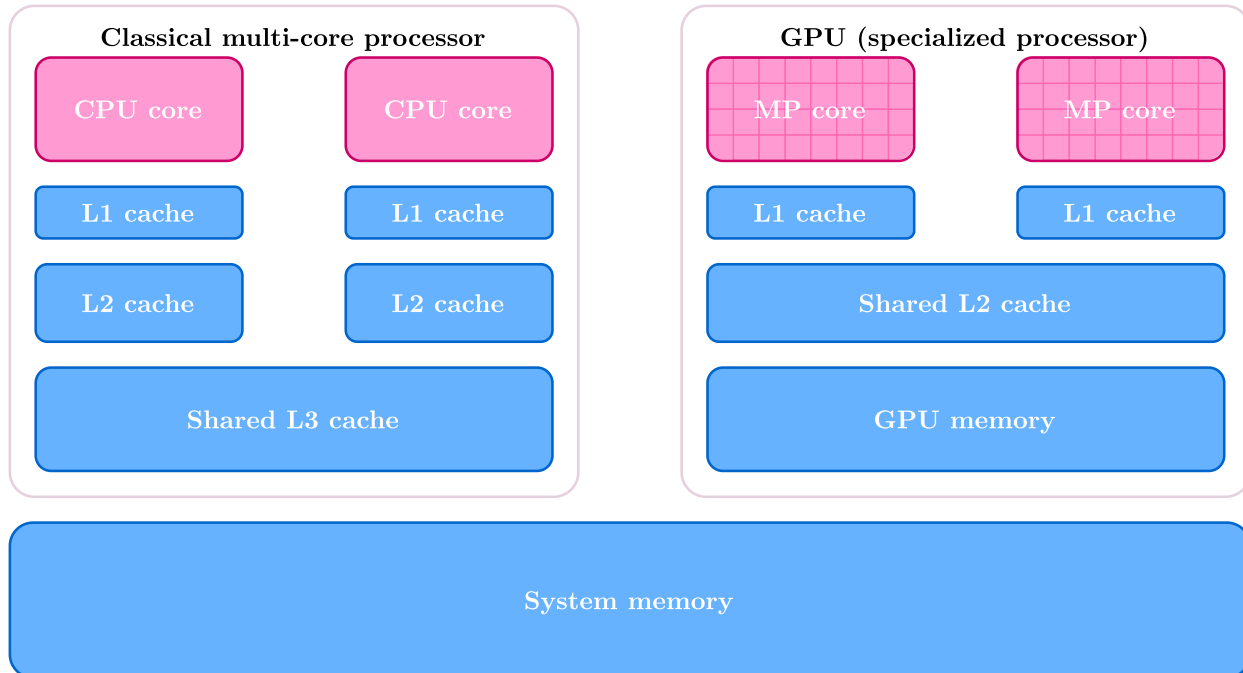 Classical multi-core processor
GPU (specialized processor)
CPU core
CPU core
MP core
MP core
L1 cache
L1 cache
L1 cache
L1 cache
L2 cache
L2 cache
Shared L2 cache
Shared L3 cache
GPU memory
System memory